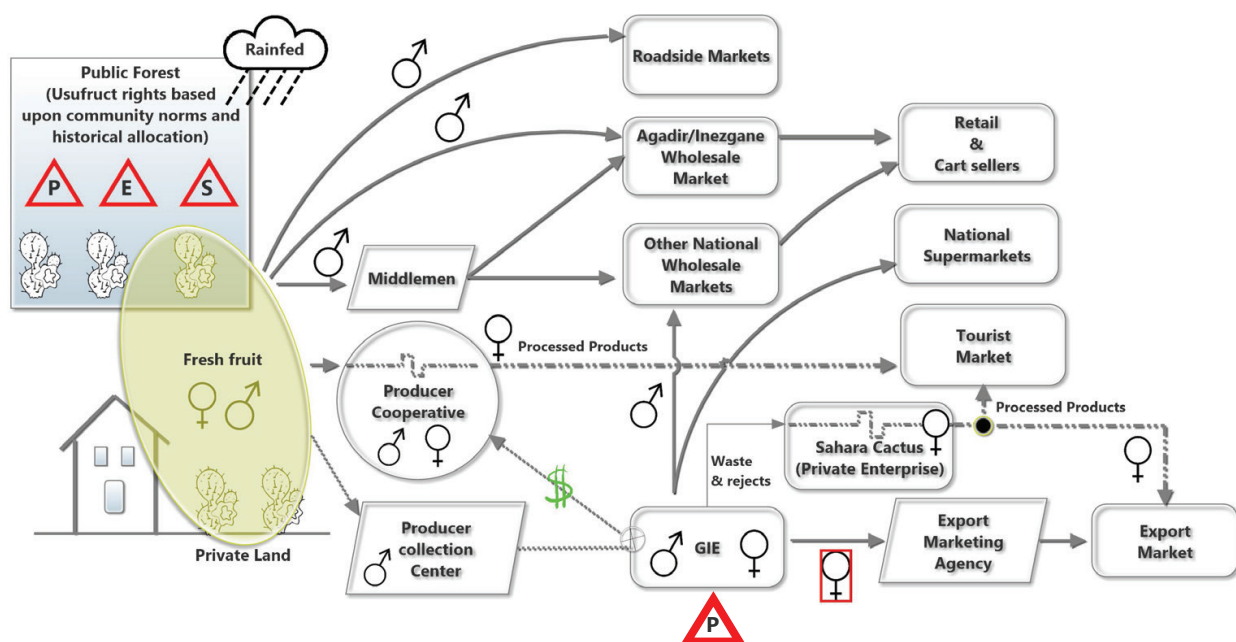 Rainfed
Public Forest
(Usufruct rights based
upon community norms and
historical allocation)
P
E
S
Roadside Markets
Agadir/Inezgane
Wholesale
Market
Retail
&
Cart sellers
Middlemen
Other National
Wholesale
Markets
National
Supermarkets
Fresh fruit
Processed Products
Producer
Cooperative
Tourist
Market
Processed Products
Sahara Cactus
(Private Enterprise)
Waste
& rejects
$
Private Land
Producer
collection
Center
GIE
Export
Marketing
Agency
Export
Market
P